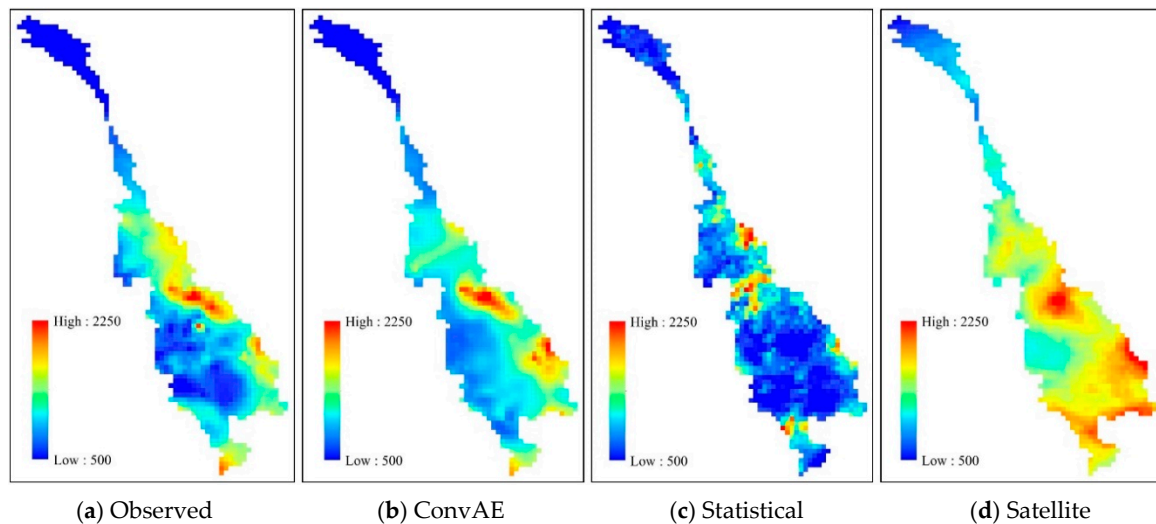 High : 2250
Low : 500
High : 2250
Low : 500
High : 2250
Low : 500
High : 2250
Low : 500
(a) Observed
(b) ConvAE
(c) Statistical
(d) Satellite